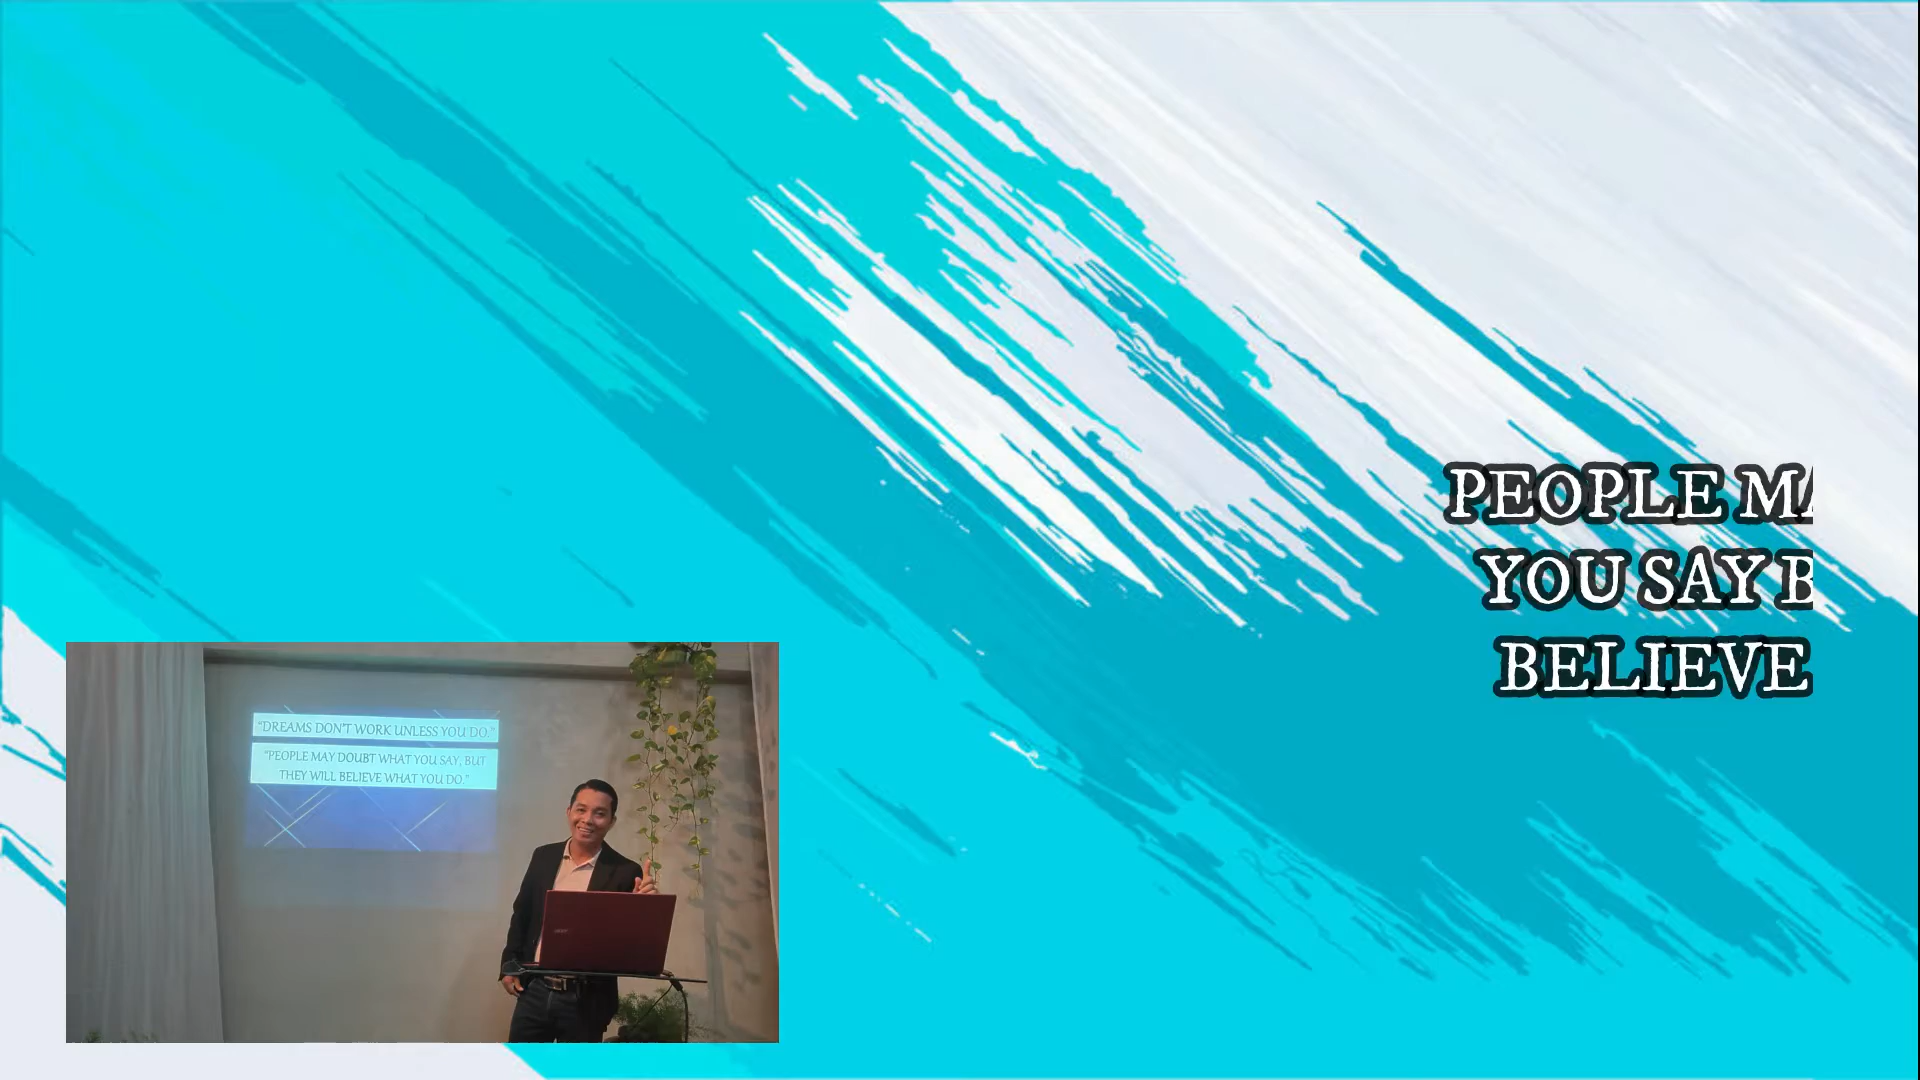 PEOPLE MA
YOU SAY B
BELIEVE
"DREAMS DON'T WORK UNLESS YOU DO."
"PEOPLE MAY DOUBT WHAT YOU SAY, BUT
THEY WILL BELIEVE WHAT YOU DO."
acer